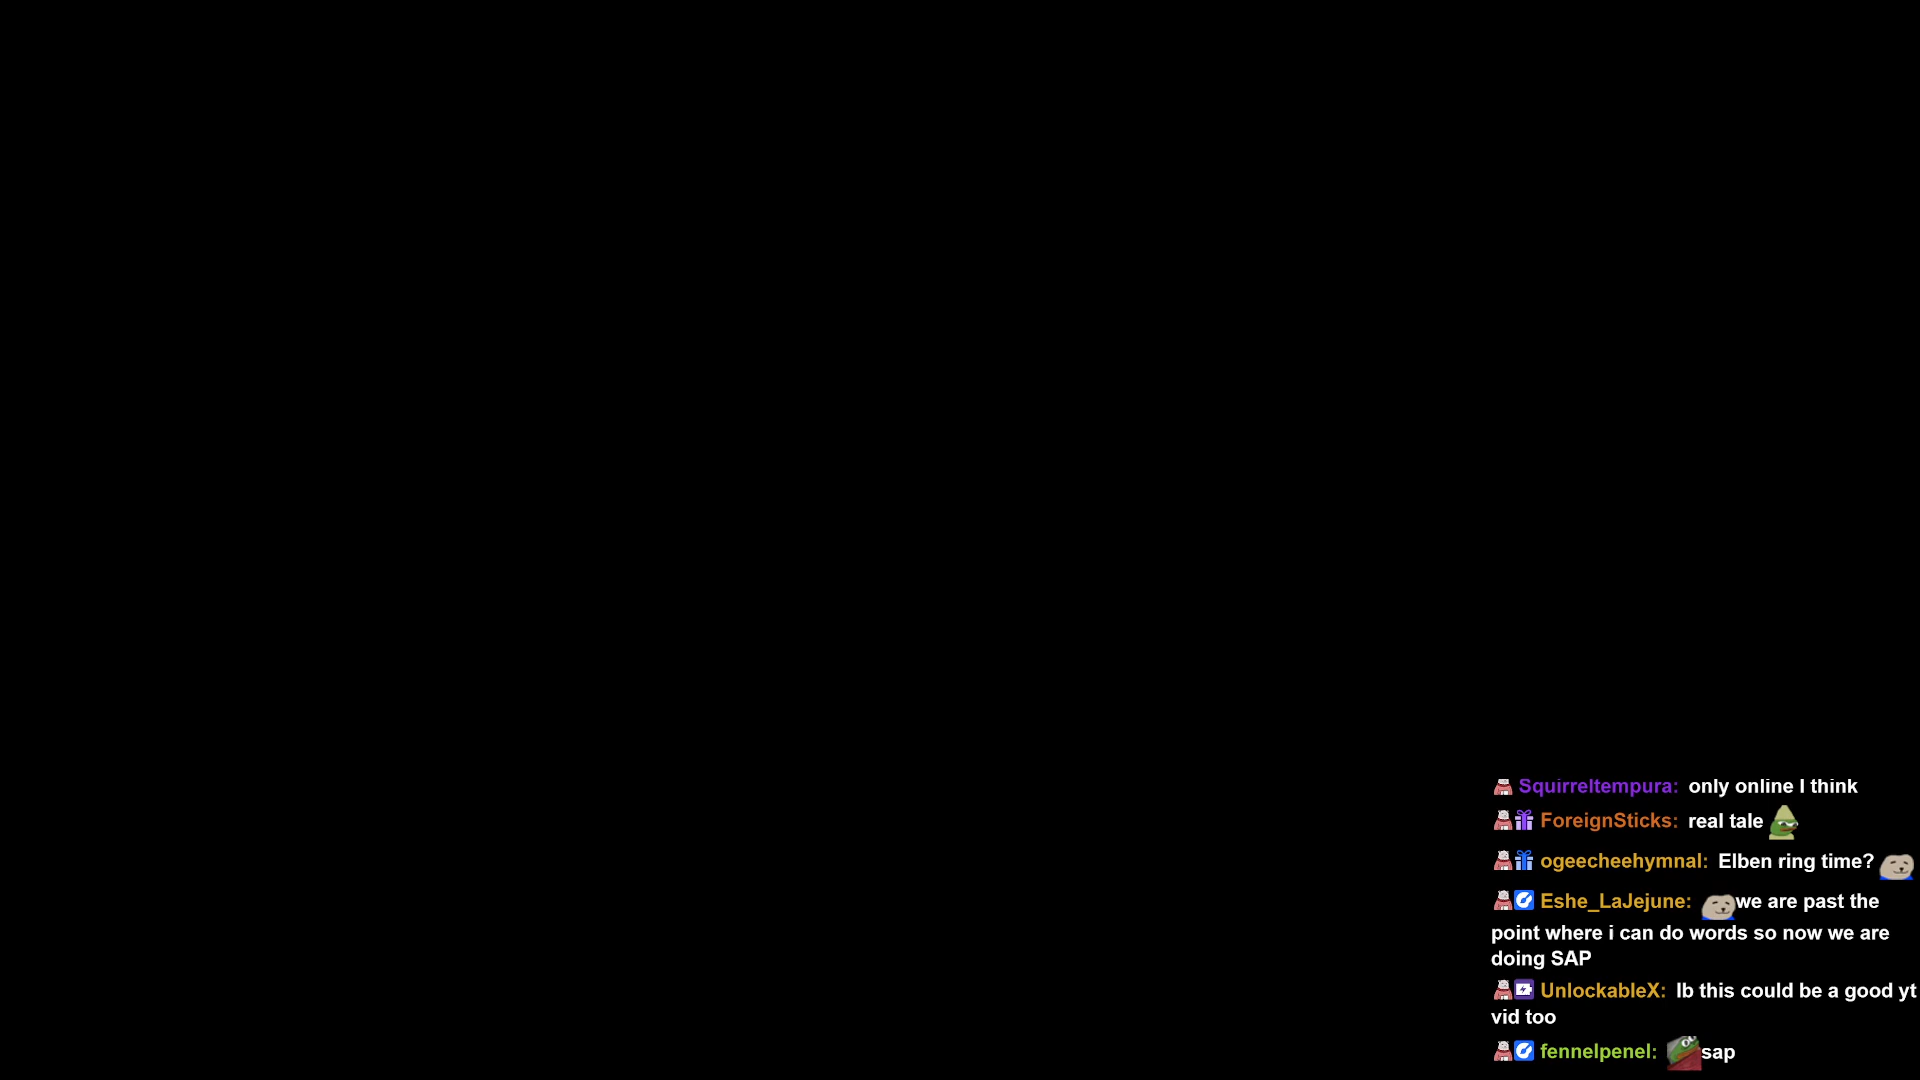 Squirreltempura: only online I think
ForeignSticks: real tale
ogeecheehymnal: Elben ring time?
Eshe_LaJejune: we are past the
point where i can do words so now we are
doing SAP
UnlockableX: lb this could be a good yt
vid too
fennelpenel: sap